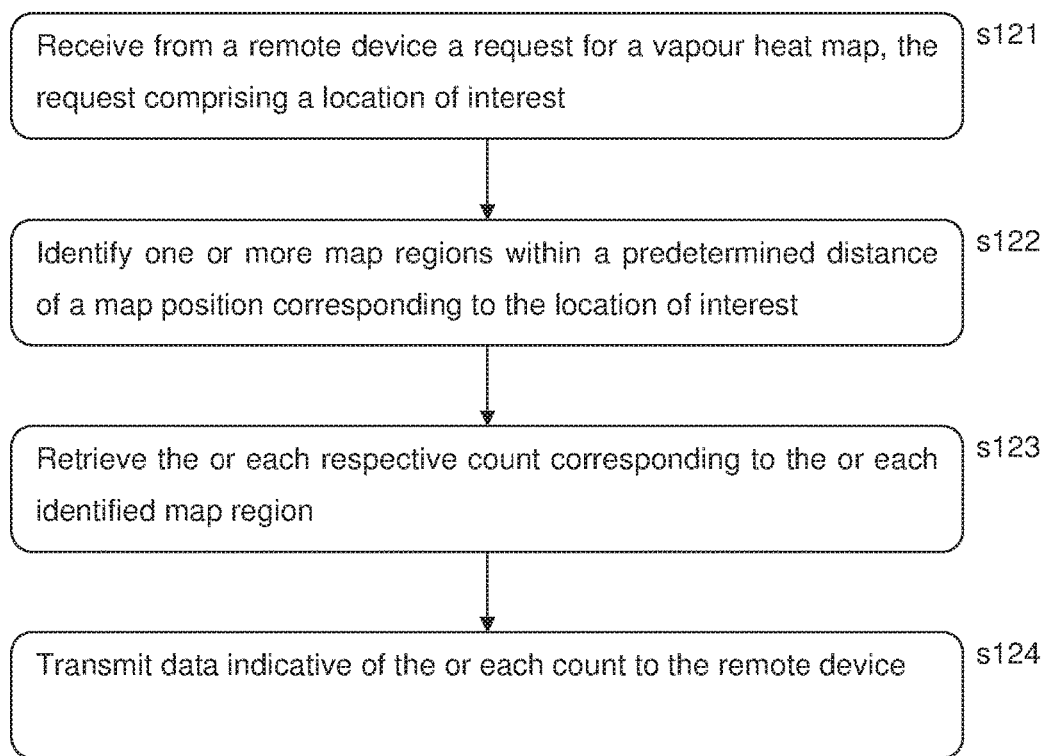 Receive from a remote device a request for a vapour heat map, the
request comprising a location of interest
s121
Identify one or more map regions within a predetermined distance
of a map position corresponding to the location of interest
s122
Retrieve the or each respective count corresponding to the or each
identified map region
s123
Transmit data indicative of the or each count to the remote device
s124